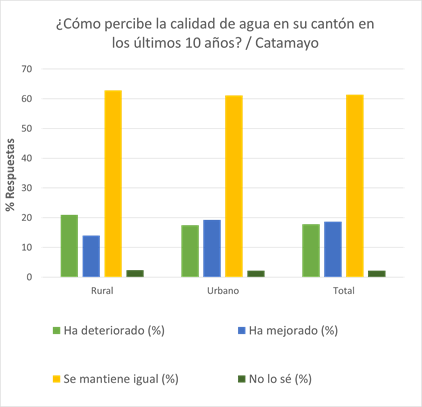 ¿Cómo percibe la calidad de agua en su cantón en
los últimos 10 años? / Catamayo
% Respuestas
70
60
50
40
30
20
10
0
Rural
Urbano
Total
Ha deteriorado (%)
Ha mejorado (%)
Se mantiene igual (%)
No lo sé (%)